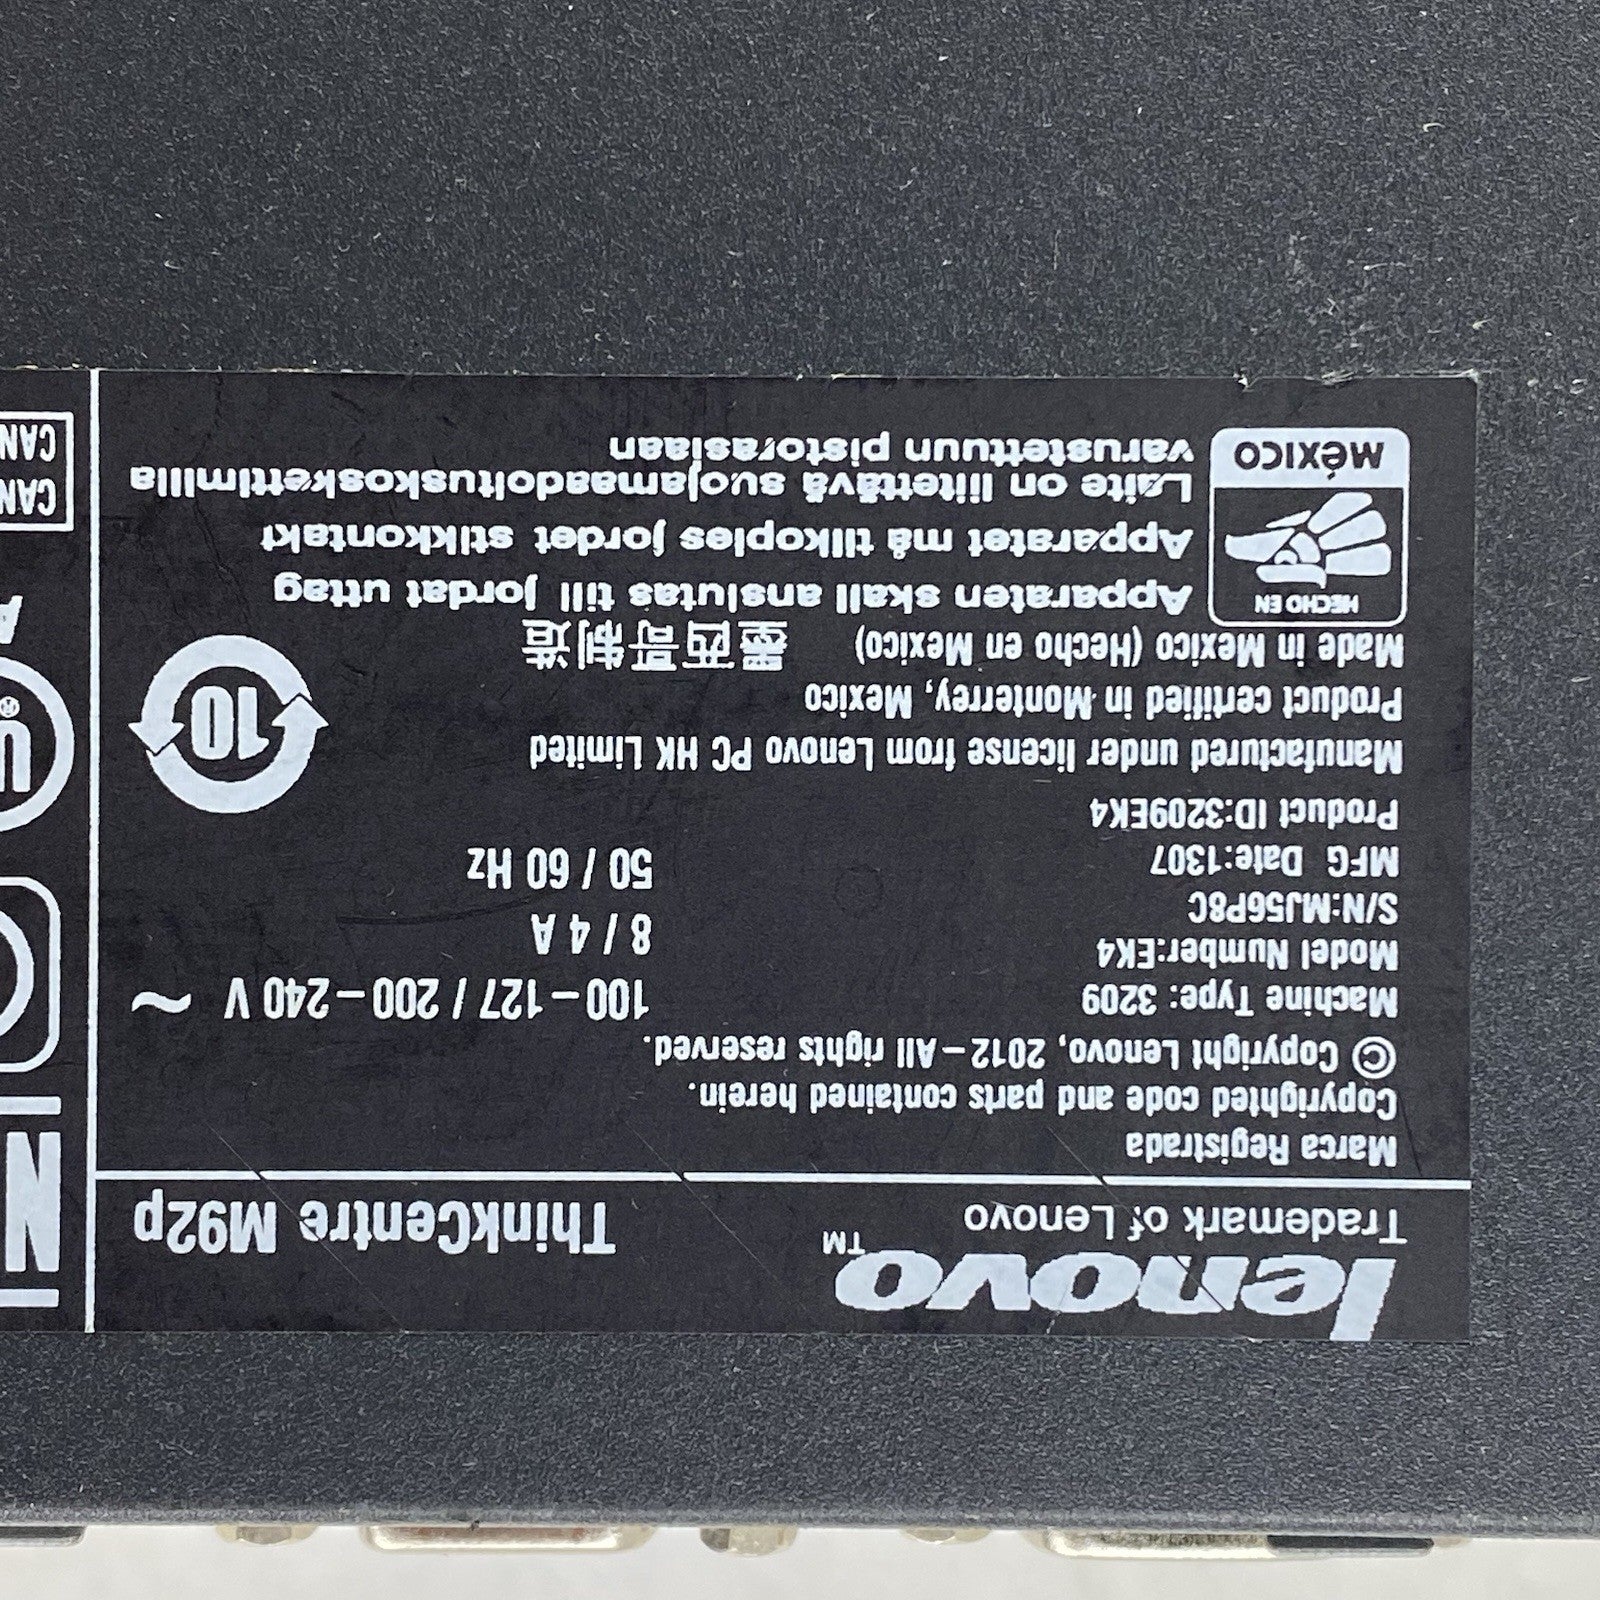 lenovo™
Trademark of Lenovo
ThinkCentre M92p
Marca Registrada
Copyrighted code and parts contained herein.
© Copyright Lenovo, 2012–All rights reserved.
Machine Type: 3209
Model Number:EK4
S/N:MJ56P8C
MFG Date:1307
Product ID:3209EK4
100–127 / 200–240 V ~
8 / 4 A
50 / 60 Hz
Manufactured under license from Lenovo PC HK Limited
Product certified in Monterrey, Mexico
Made in Mexico (Hecho en Mexico) 墨西哥制造
10
HECHO EN
MéXICO
Apparaten skall anslutas till jordat uttag
Apparatet må tilkoples jordet stikkontakt
Laite on liitettävä suojamaadoituskoskettimilla
varustettuun pistorasiaan
N
U®
A
CAN
CAN